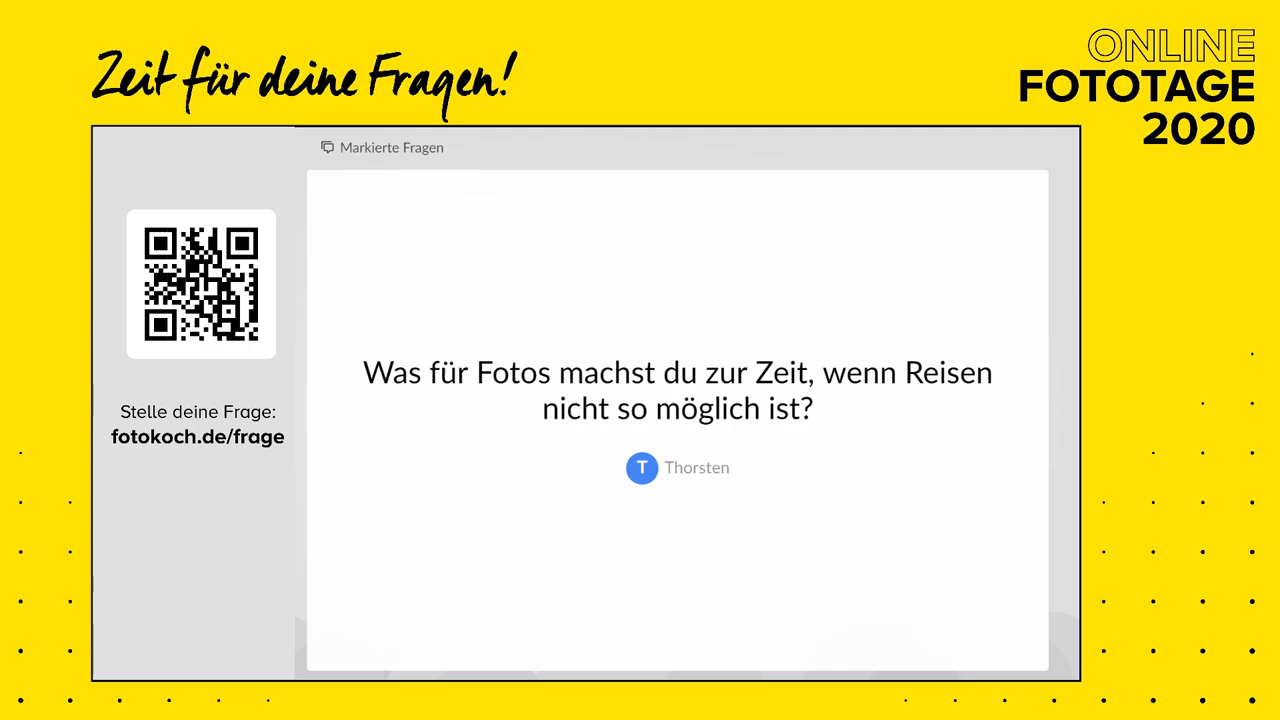 Zeit für deine Fragen!
ONLINE
FOTOTAGE
2020
Markierte Fragen
Stelle deine Frage:
fotokoch.de/frage
Was für Fotos machst du zur Zeit, wenn Reisen
nicht so möglich ist?
T Thorsten